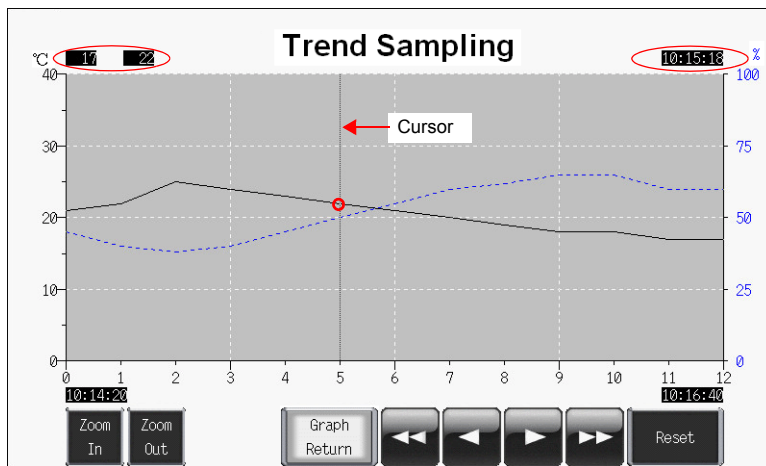 Trend Sampling
℃ 17 22 10:15:18 %
40 100
Cursor
30 75
20 50
10 25
0 0
0 1 2 3 4 5 6 7 8 9 10 11 12
10:14:20 10:16:40
Zoom In
Zoom Out
Graph Return
Reset